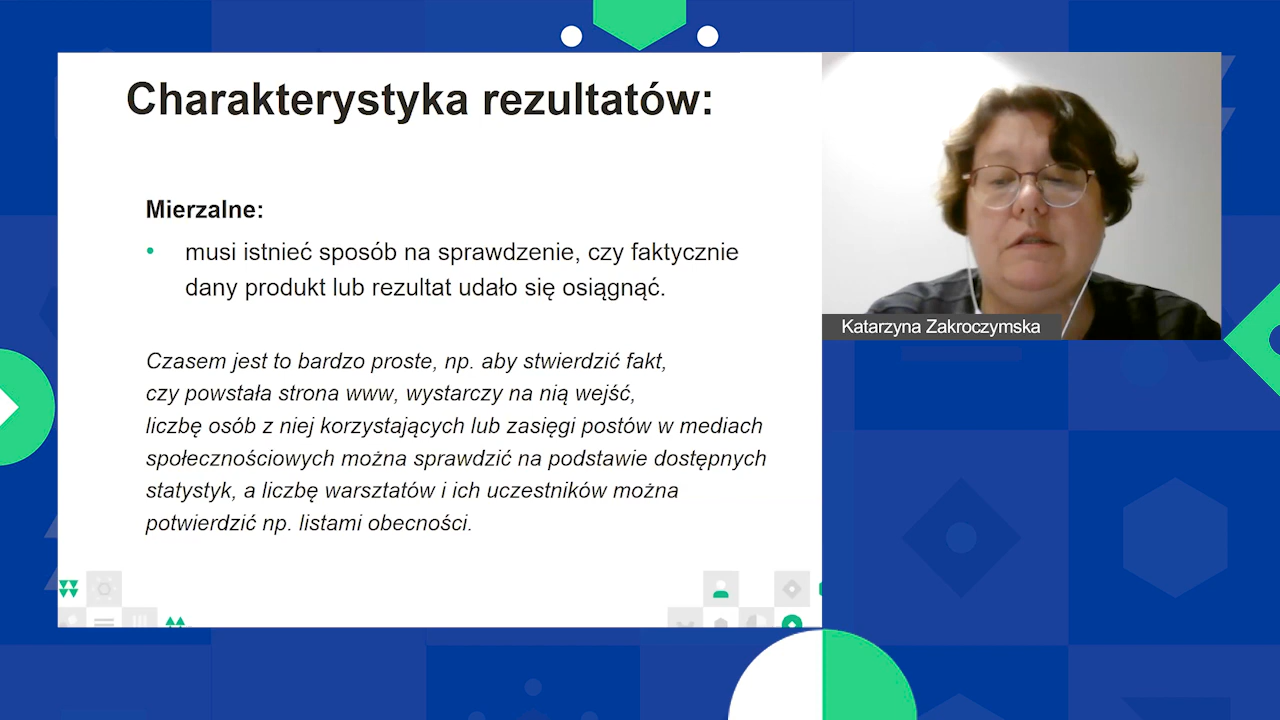 Charakterystyka rezultatów:
Mierzalne:
• musi istnieć sposób na sprawdzenie, czy faktycznie
dany produkt lub rezultat udało się osiągnąć.
Czasem jest to bardzo proste, np. aby stwierdzić fakt,
czy powstała strona www, wystarczy na nią wejść,
liczbę osób z niej korzystających lub zasięgi postów w mediach
społecznościowych można sprawdzić na podstawie dostępnych
statystyk, a liczbę warsztatów i ich uczestników można
potwierdzić np. listami obecności.
Katarzyna Zakroczymska